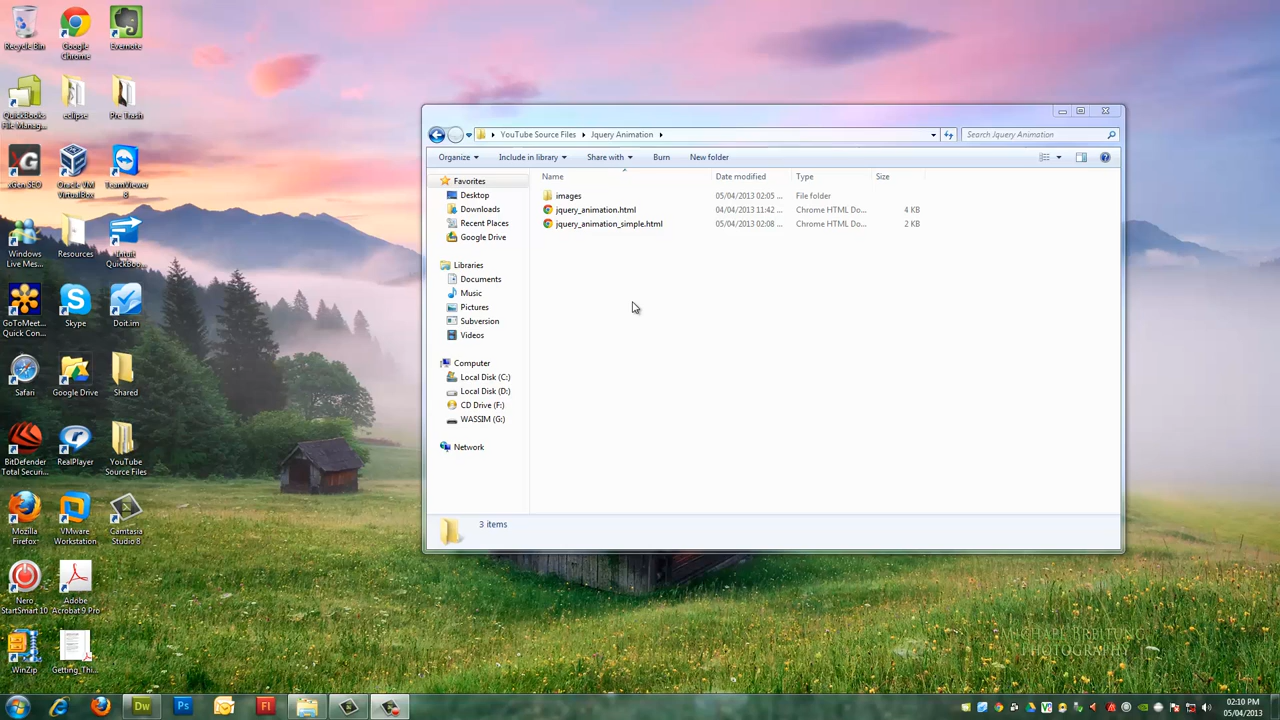 Recycle Bin
Google Chrome
Evernote
QuickBooks File Manag...
eclipse
Pre Trash
xGen SEO
Oracle VM VirtualBox
TeamViewer 8
Windows Live Mes...
Resources
Intuit QuickBoo...
GoToMeet... Quick Con...
Skype
Doit.im
Safari
Google Drive
Shared
BitDefender Total Securi...
RealPlayer
YouTube Source Files
Mozilla Firefox
VMware Workstation
Camtasia Studio 8
Nero StartSmart 10
Adobe Acrobat 9 Pro
WinZip
Getting_Thi...
YouTube Source Files
Jquery Animation
Search Jquery Animation
Organize
Include in library
Share with
Burn
New folder
Name
Date modified
Type
Size
images 05/04/2013 02:05 ... File folder
jquery_animation.html 04/04/2013 11:42 ... Chrome HTML Do... 4 KB
jquery_animation_simple.html 05/04/2013 02:08 ... Chrome HTML Do... 2 KB
Favorites
Desktop
Downloads
Recent Places
Google Drive
Libraries
Documents
Music
Pictures
Subversion
Videos
Computer
Local Disk (C:)
Local Disk (D:)
CD Drive (F:)
WASSIM (G:)
Network
3 items
PHOTOGRAPHY
Dw
Ps
Fl
02:10 PM
05/04/2013